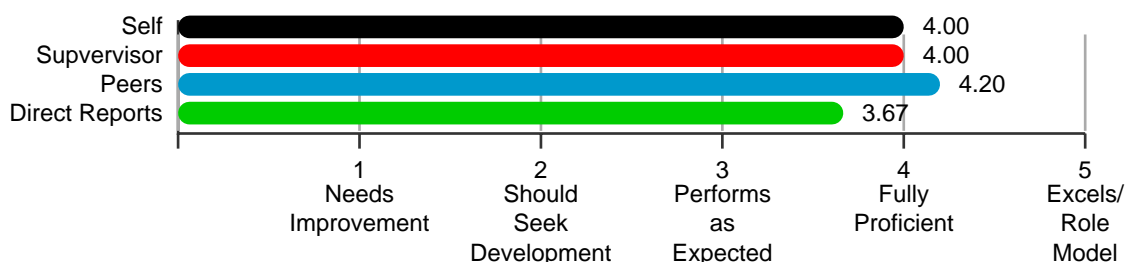 Self 4.00
Supvervisor 4.00
Peers 4.20
Direct Reports 3.67
1 2 3 4 5
Needs Should Performs Fully Excels/
Improvement Seek as Proficient Role
Development Expected Model